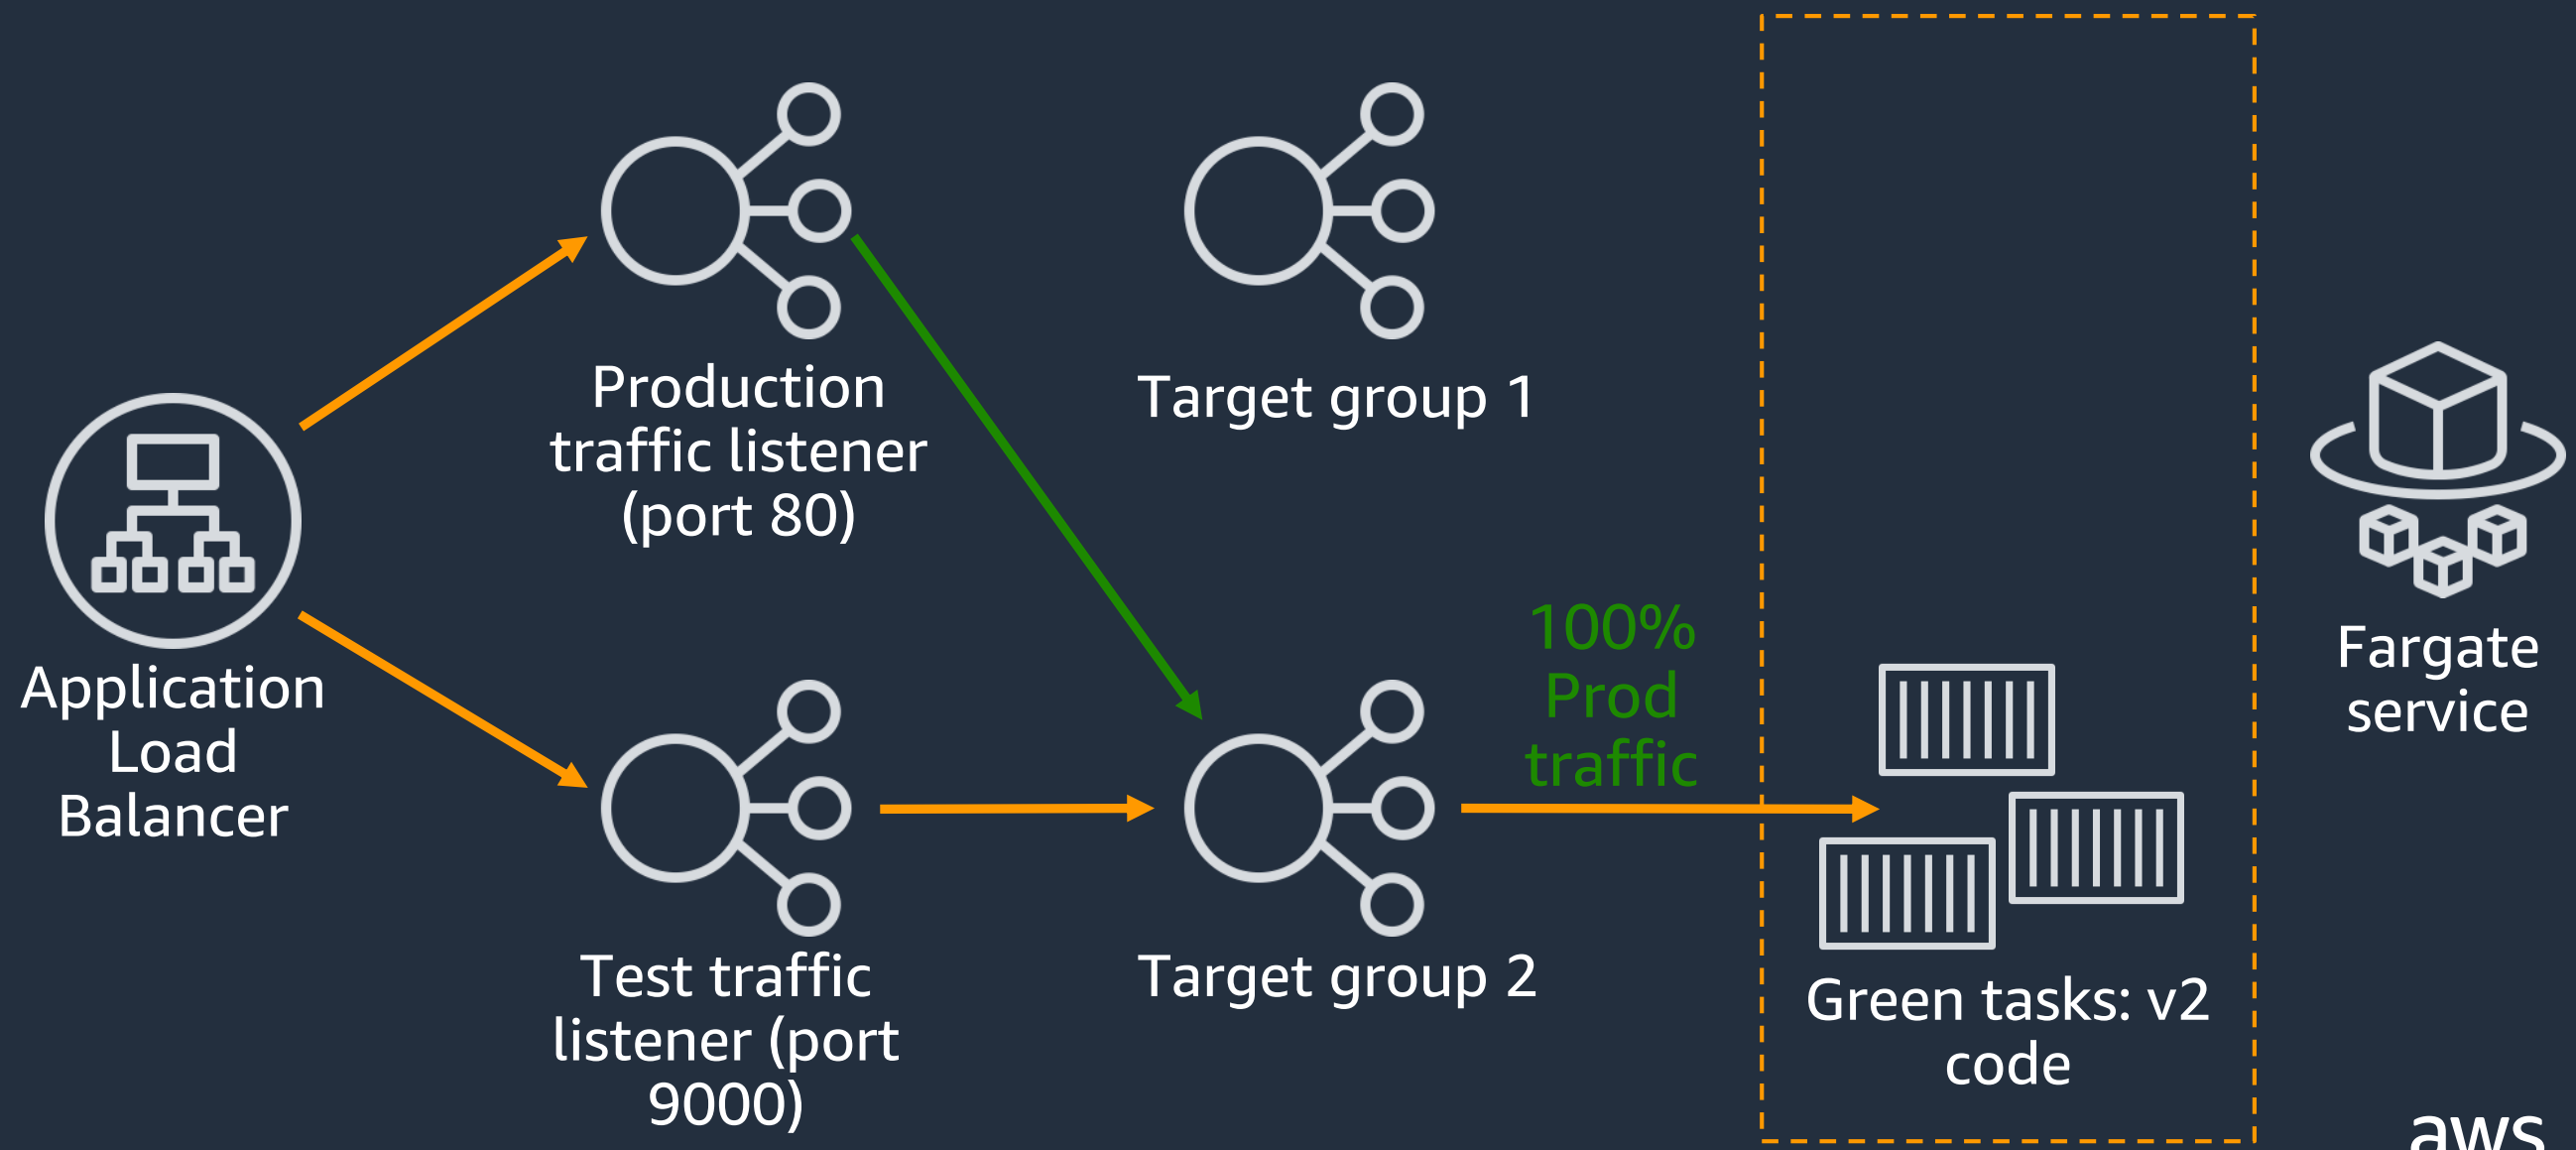 Production
traffic listener
(port 80)
Target group 1
Application
Load
Balancer
100%
Prod
traffic
Fargate
service
Test traffic
listener (port
9000)
Target group 2
Green tasks: v2
code
aws